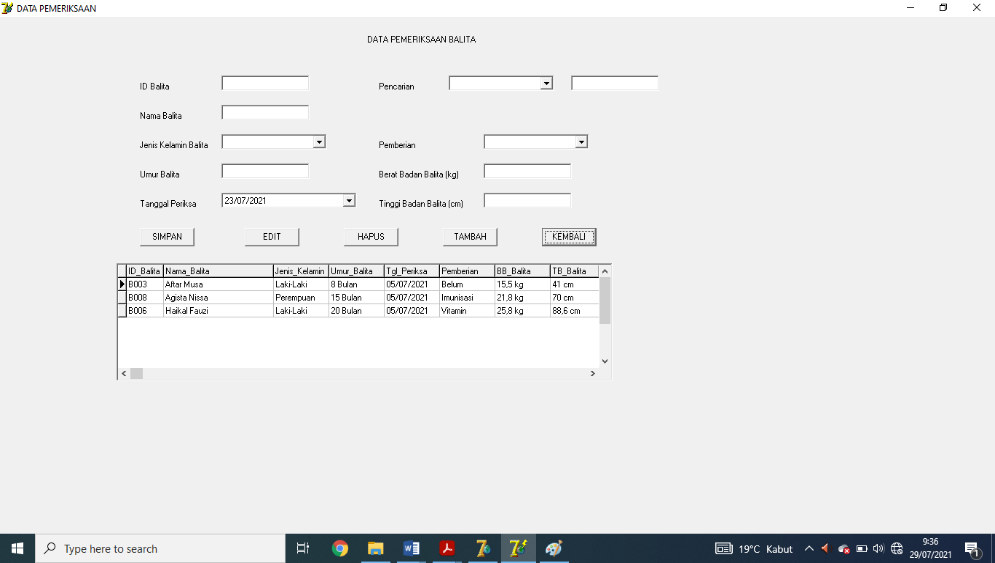 DATA PEMERIKSAAN
DATA PEMERIKSAAN BALITA
ID Balita
Pencarian
Nama Balita
Jenis Kelamin Balita
Pemberian
Umur Balita
Berat Badan Balita (kg)
Tanggal Periksa 23/07/2021
Tinggi Badan Balita (cm)
SIMPAN EDIT HAPUS TAMBAH KEMBALI
ID_Balita Nama_Balita Jenis_Kelamin Umur_Balita Tgl_Periksa Pemberian BB_Balita TB_Balita
B003 Aftar Musa Laki-Laki 8 Bulan 05/07/2021 Belum 15,5 kg 41 cm
B008 Agista Nissa Perempuan 15 Bulan 05/07/2021 Imunisasi 21,8 kg 70 cm
B006 Haikal Fauzi Laki-Laki 20 Bulan 05/07/2021 Vitamin 25,8 kg 88,6 cm
Type here to search
19°C Kabut
9:36
29/07/2021
1